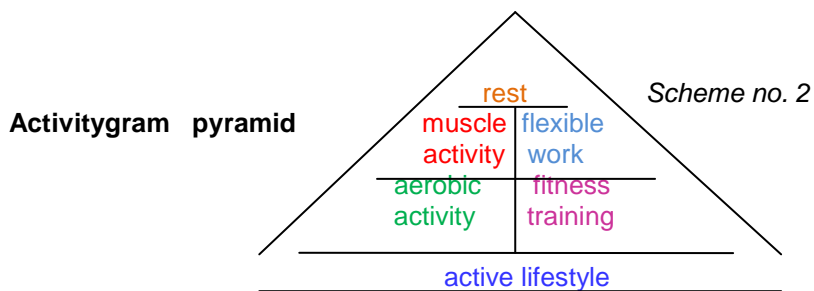 rest
Scheme no. 2
Activitygram pyramid
muscle flexible
activity work
aerobic fitness
activity training
active lifestyle